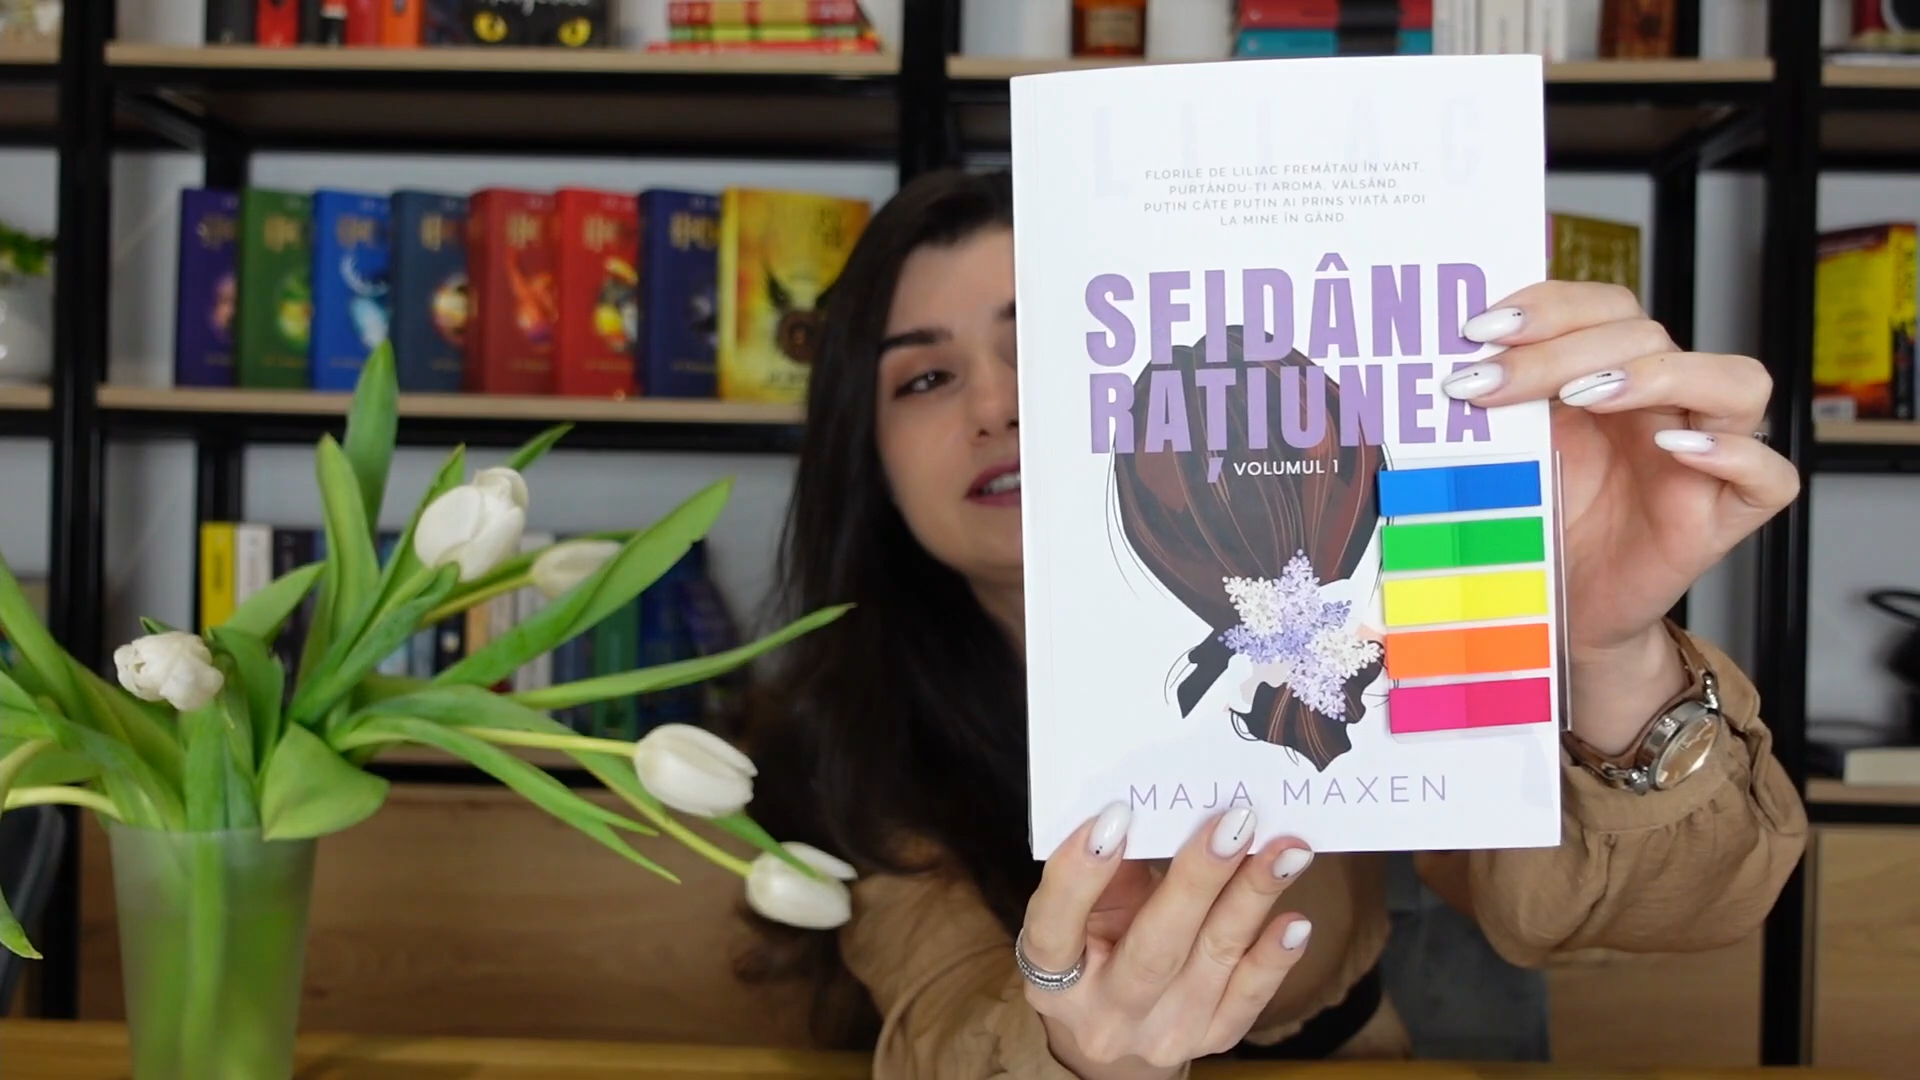 LILAC
FLORILE DE LILIAC FREMĂTAU ÎN VÂNT,
PURTÂNDU-ȚI AROMA, VALSÂND.
PUȚIN CÂTE PUȚIN AI PRINS VIAȚĂ APOI
LA MINE ÎN GÂND.
SFIDÂND
RAȚIUNEA
VOLUMUL 1
MAJA MAXEN